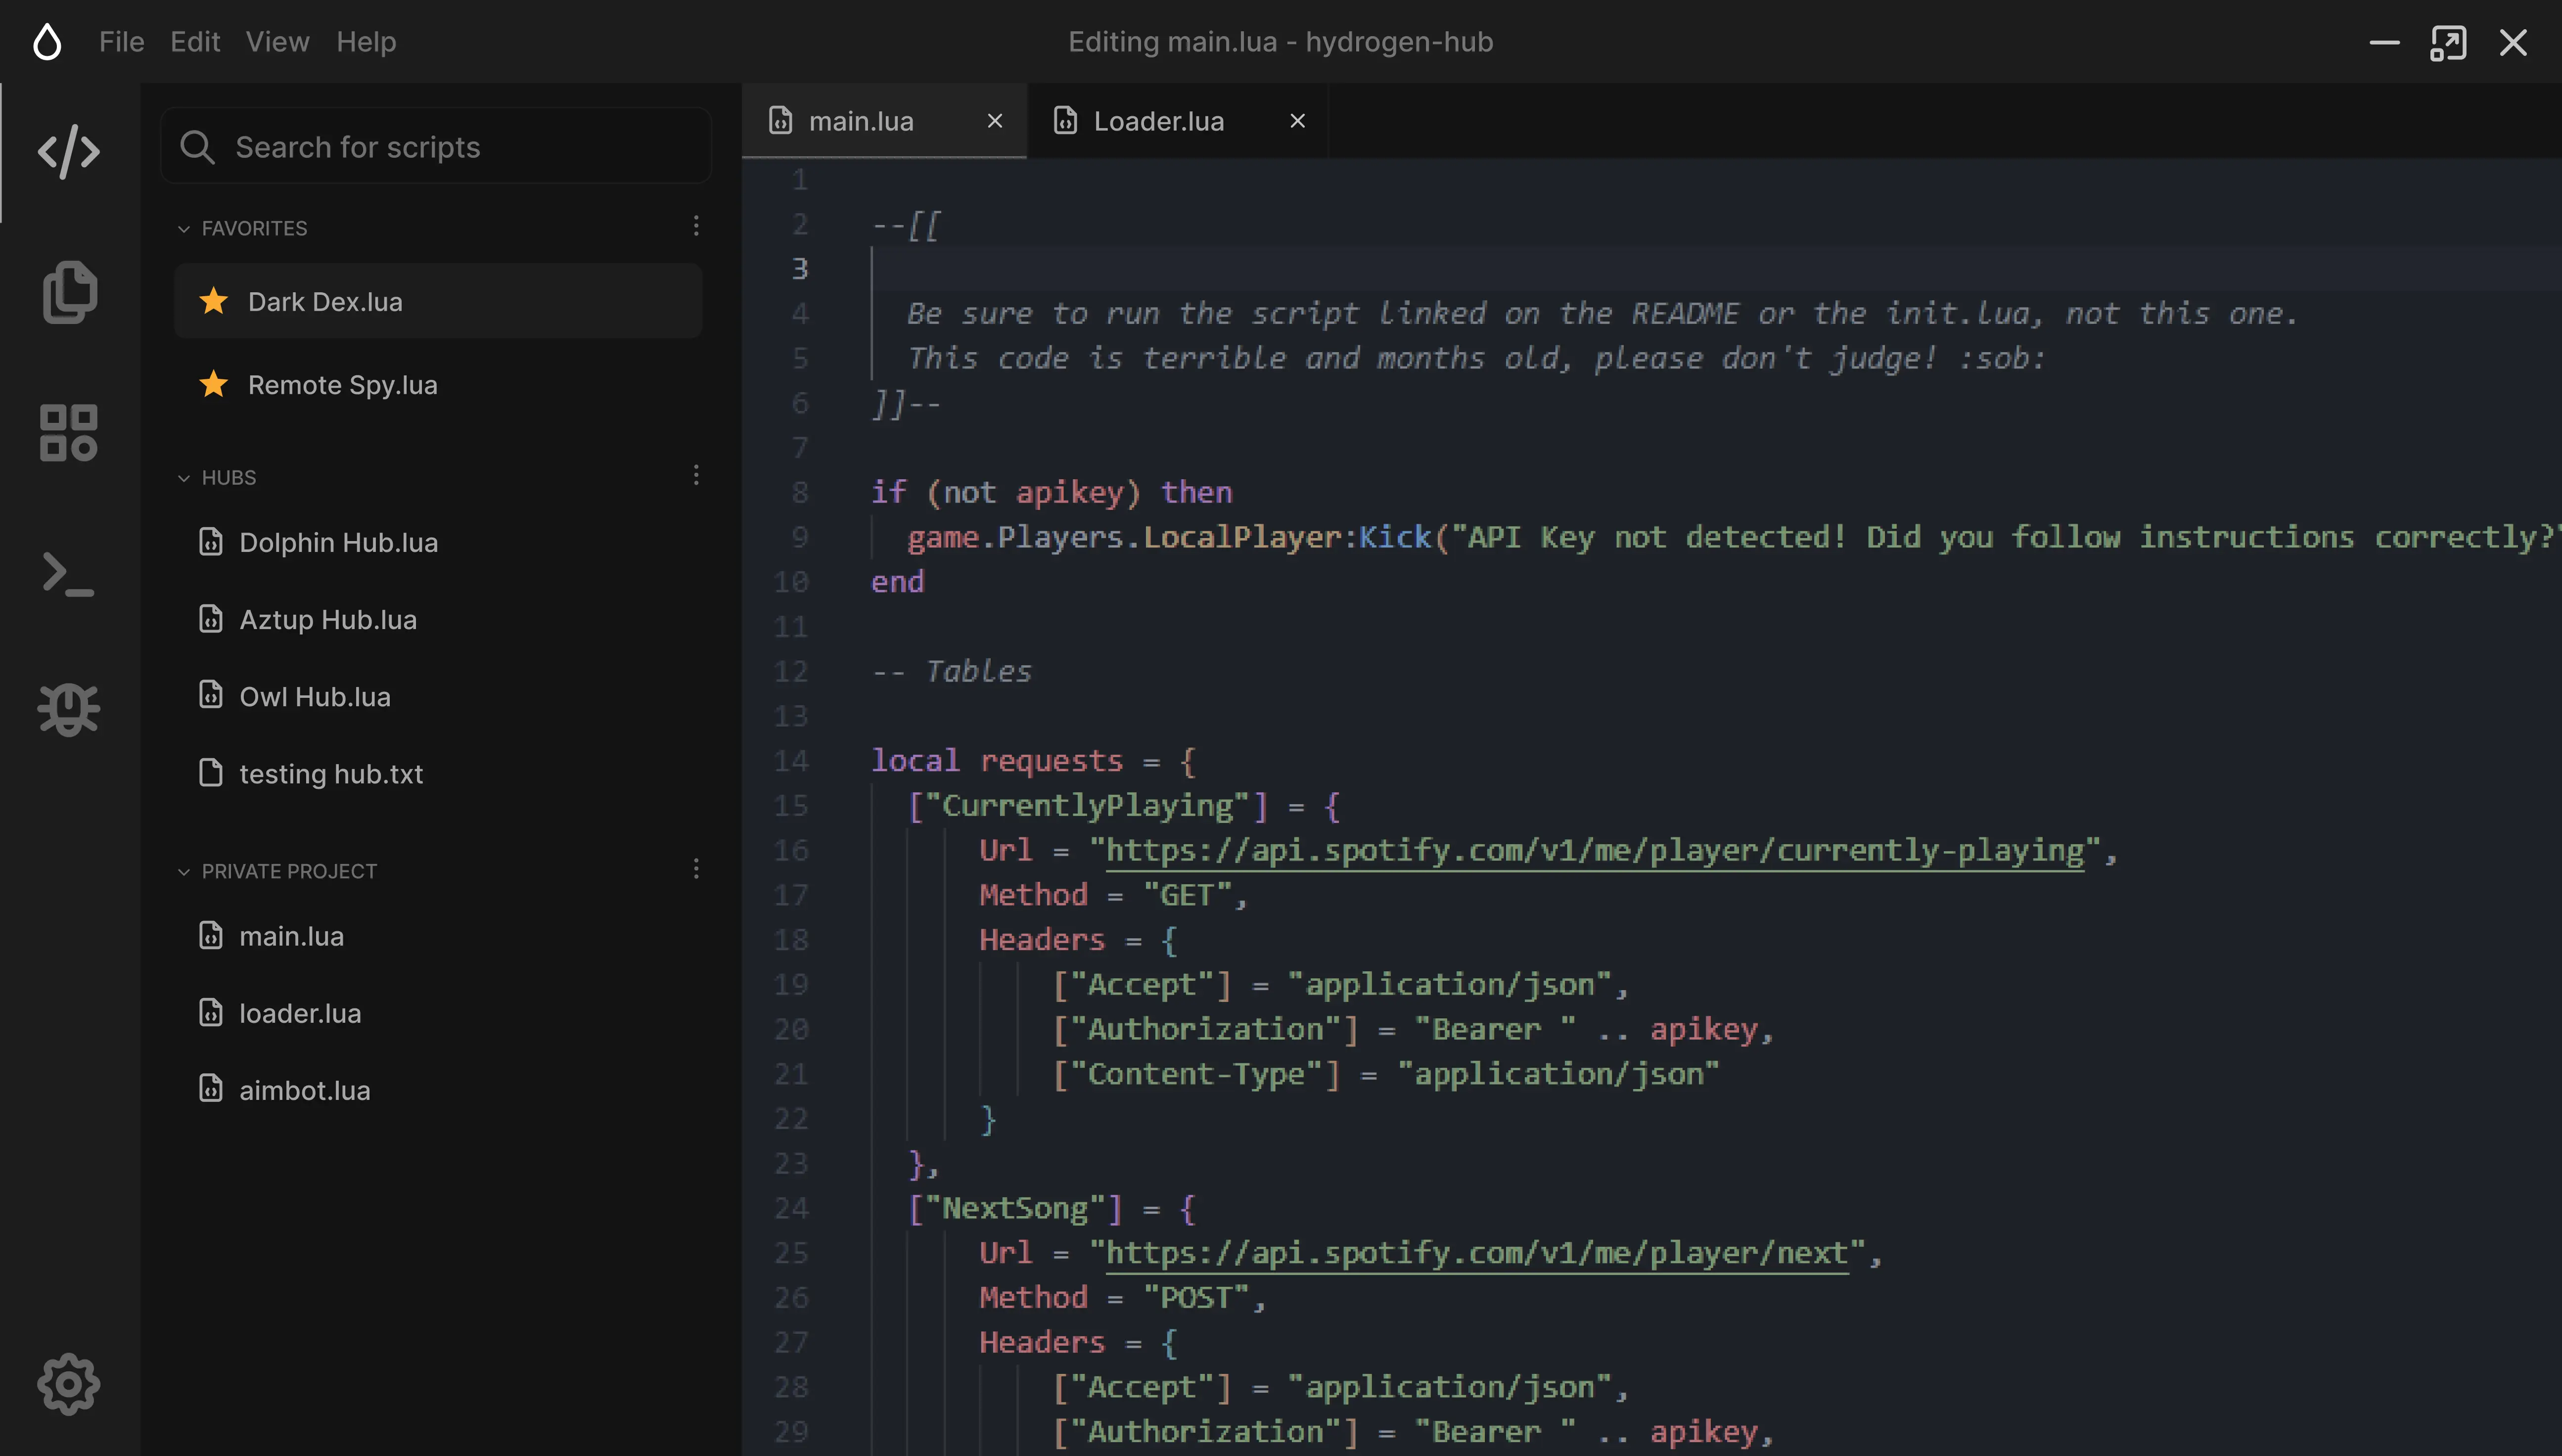 File Edit View Help
Editing main.lua - hydrogen-hub
Search for scripts
FAVORITES
Dark Dex.lua
Remote Spy.lua
HUBS
Dolphin Hub.lua
Aztup Hub.lua
Owl Hub.lua
testing hub.txt
PRIVATE PROJECT
main.lua
loader.lua
aimbot.lua
main.lua Loader.lua
1
2 --[[
3
4 Be sure to run the script linked on the README or the init.lua, not this one.
5 This code is terrible and months old, please don't judge! :sob:
6 ]]--
7
8 if (not apikey) then
9 game.Players.LocalPlayer:Kick("API Key not detected! Did you follow instructions correctly?"
10 end
11
12 -- Tables
13
14 local requests = {
15 ["CurrentlyPlaying"] = {
16 Url = "https://api.spotify.com/v1/me/player/currently-playing",
17 Method = "GET",
18 Headers = {
19 ["Accept"] = "application/json",
20 ["Authorization"] = "Bearer " .. apikey,
21 ["Content-Type"] = "application/json"
22 }
23 },
24 ["NextSong"] = {
25 Url = "https://api.spotify.com/v1/me/player/next",
26 Method = "POST",
27 Headers = {
28 ["Accept"] = "application/json",
29 ["Authorization"] = "Bearer " .. apikey,